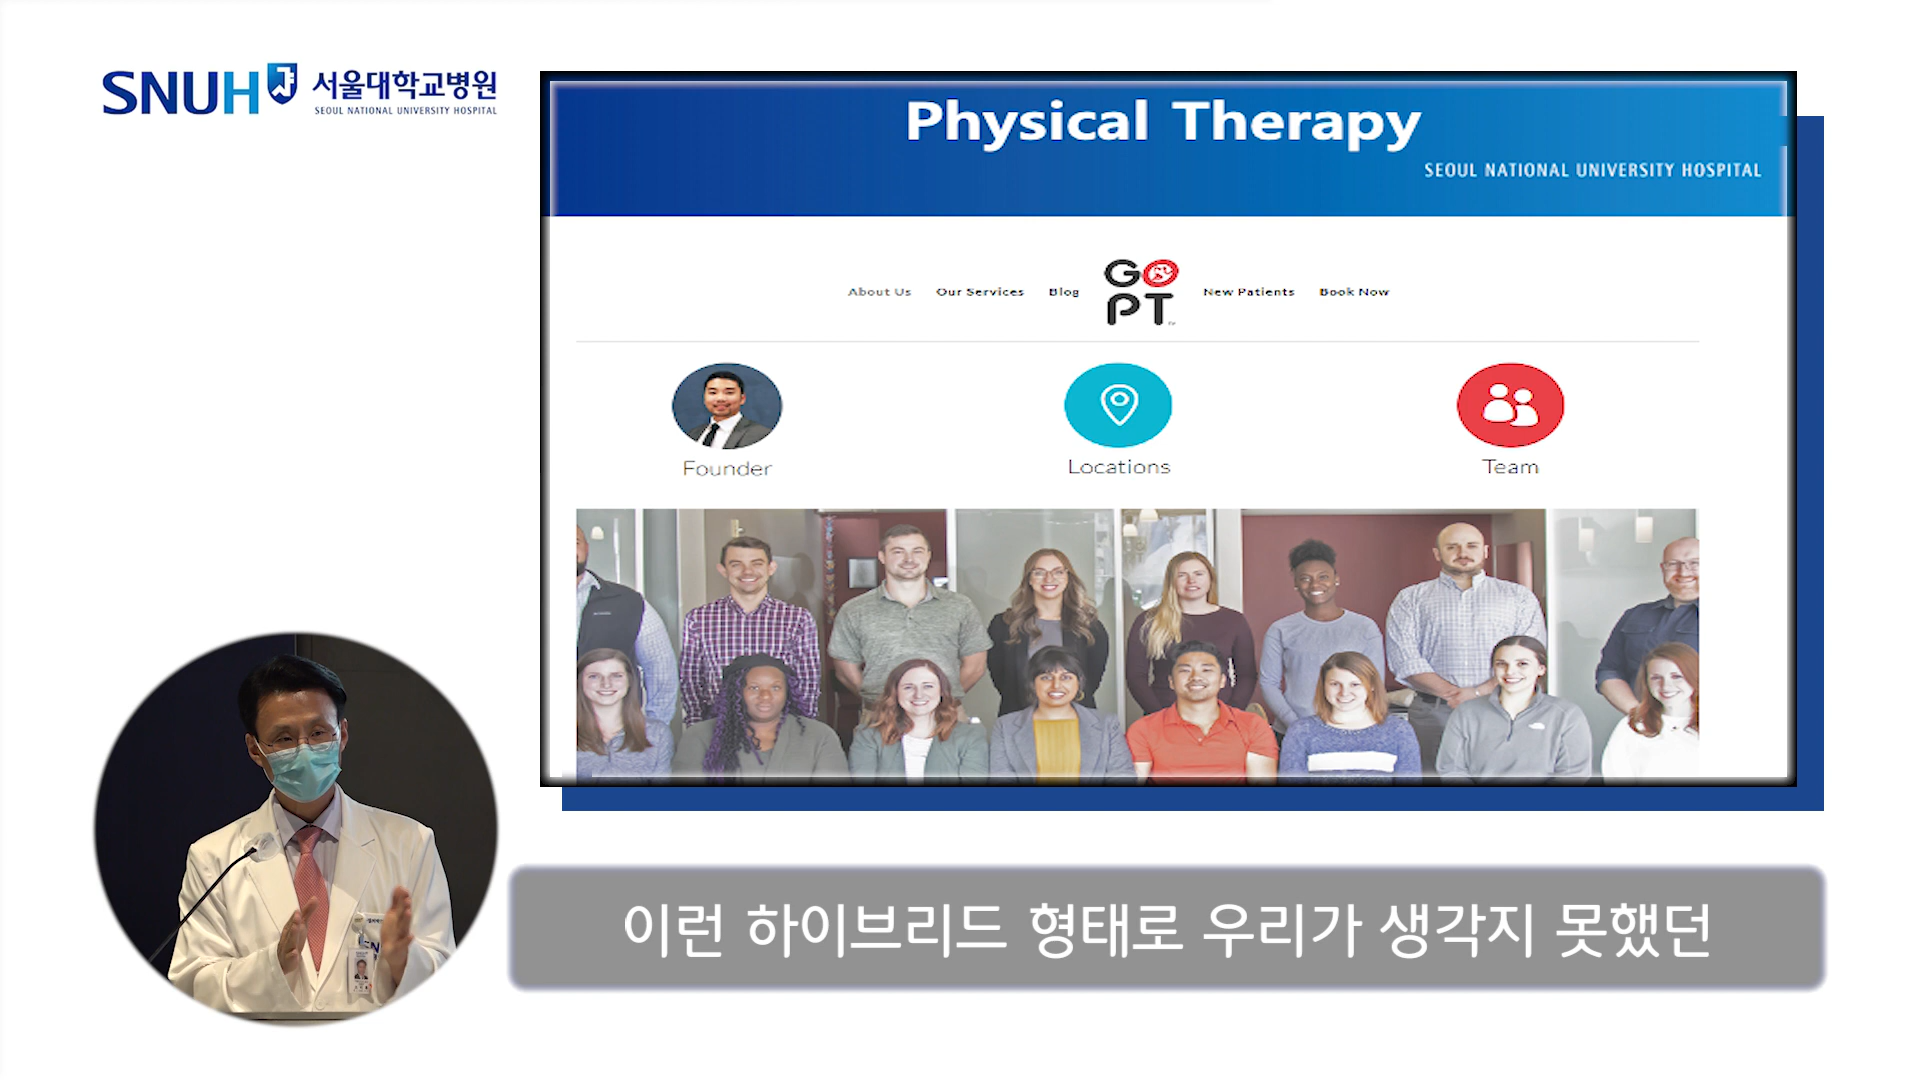 SNUH 서울대학교병원
SEOUL NATIONAL UNIVERSITY HOSPITAL
Physical Therapy
SEOUL NATIONAL UNIVERSITY HOSPITAL
About Us Our Services Blog GO PT New Patients Book Now
Founder Locations Team
이런 하이브리드 형태로 우리가 생각지 못했던